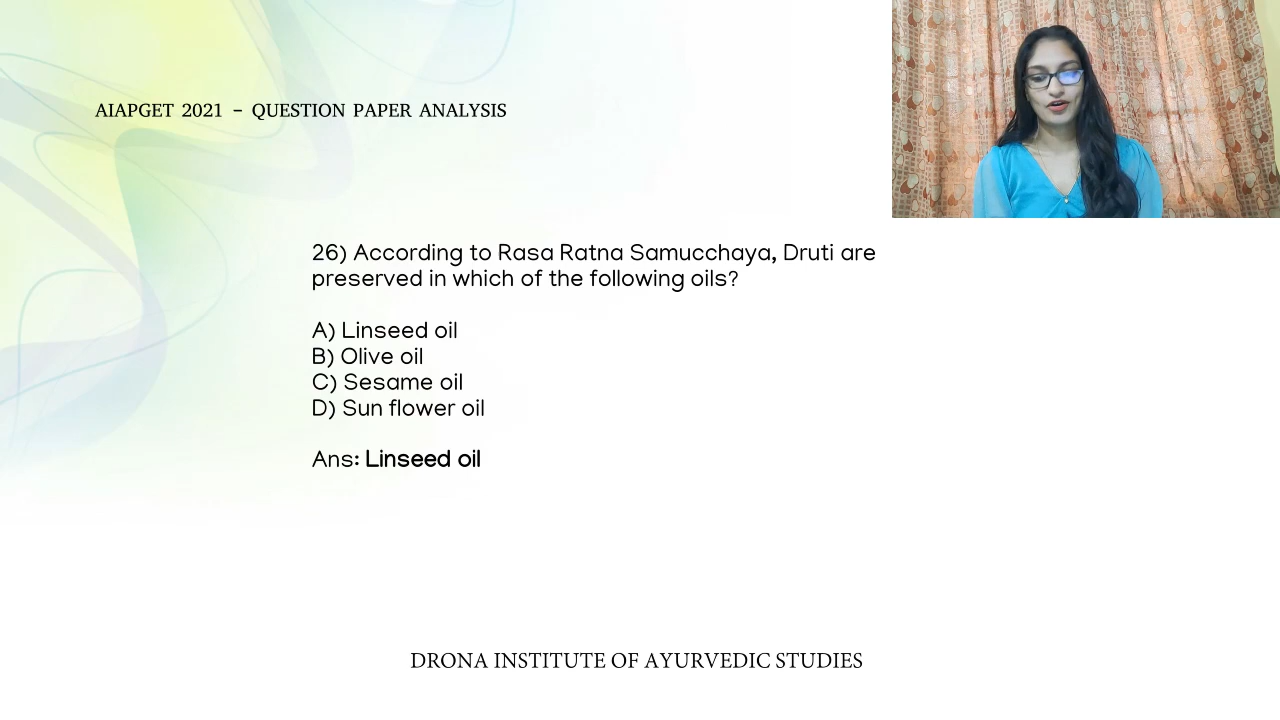 AIAPGET 2021 - QUESTION PAPER ANALYSIS
26) According to Rasa Ratna Samucchaya, Druti are
preserved in which of the following oils?
A) Linseed oil
B) Olive oil
C) Sesame oil
D) Sun flower oil
Ans: Linseed oil
DRONA INSTITUTE OF AYURVEDIC STUDIES